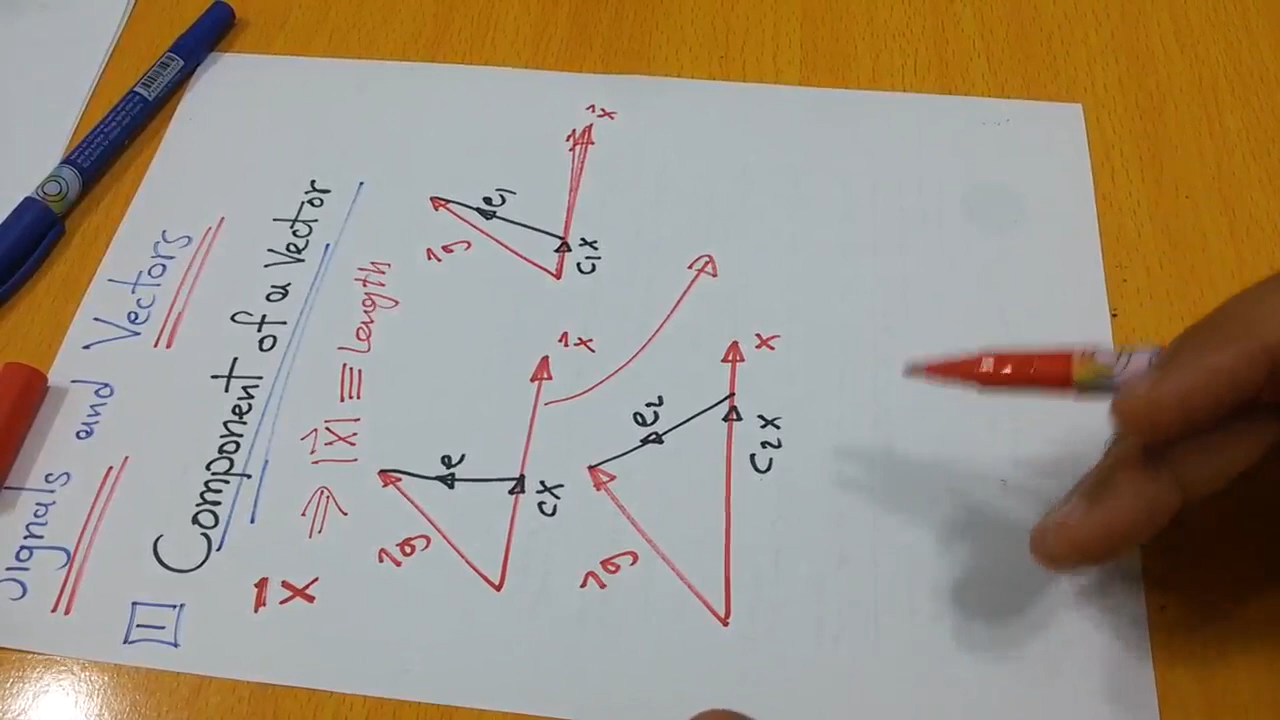 Signals and Vectors
1 Component of a Vector
x ⇒ |x| ≡ Length
g e cx x
g e₁ c₁x x
g e₂ c₂x x